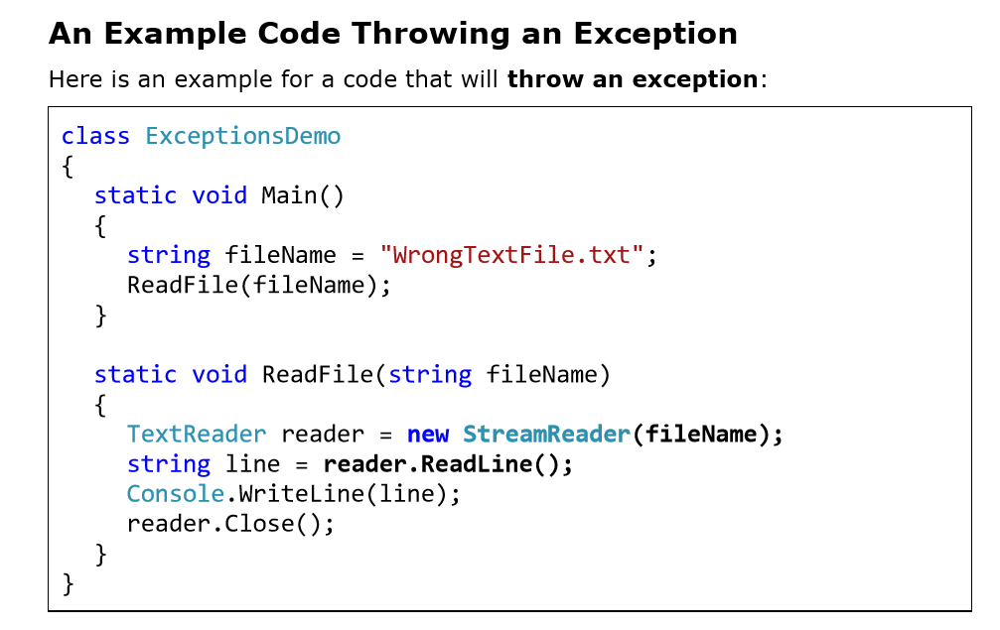 An Example Code Throwing an Exception
Here is an example for a code that will throw an exception:
class ExceptionsDemo
{
static void Main()
{
string fileName = "WrongTextFile.txt";
ReadFile(fileName);
}
static void ReadFile(string fileName)
{
TextReader reader = new StreamReader(fileName);
string line = reader.ReadLine();
Console.WriteLine(line);
reader.Close();
}
}